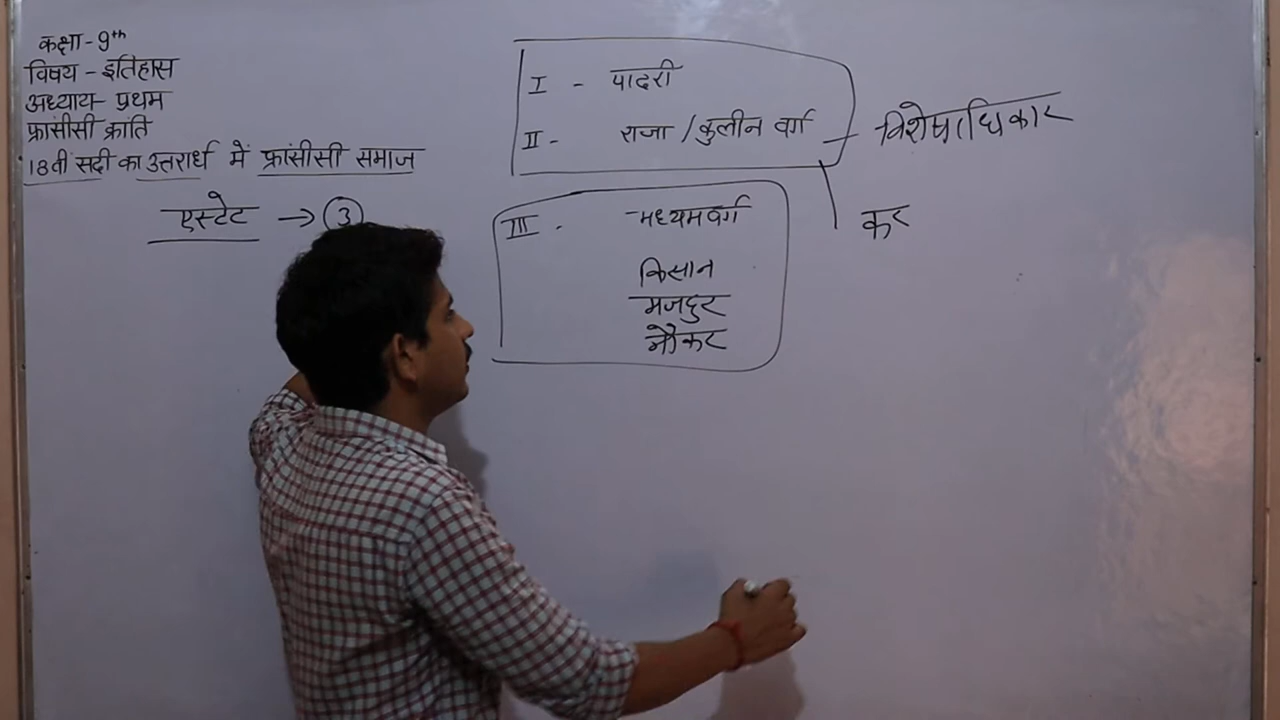 कक्षा - 9th
विषय - इतिहास
अध्याय - प्रथम
फ्रांसीसी क्रांति
18वीं सदी का उत्तरार्ध में फ्रांसीसी समाज
एस्टेट → 3
I - पादरी
II - राजा / कुलीन वर्ग - विशेषाधिकार
कर
III - मध्यमवर्ग
किसान
मजदुर
नौकर